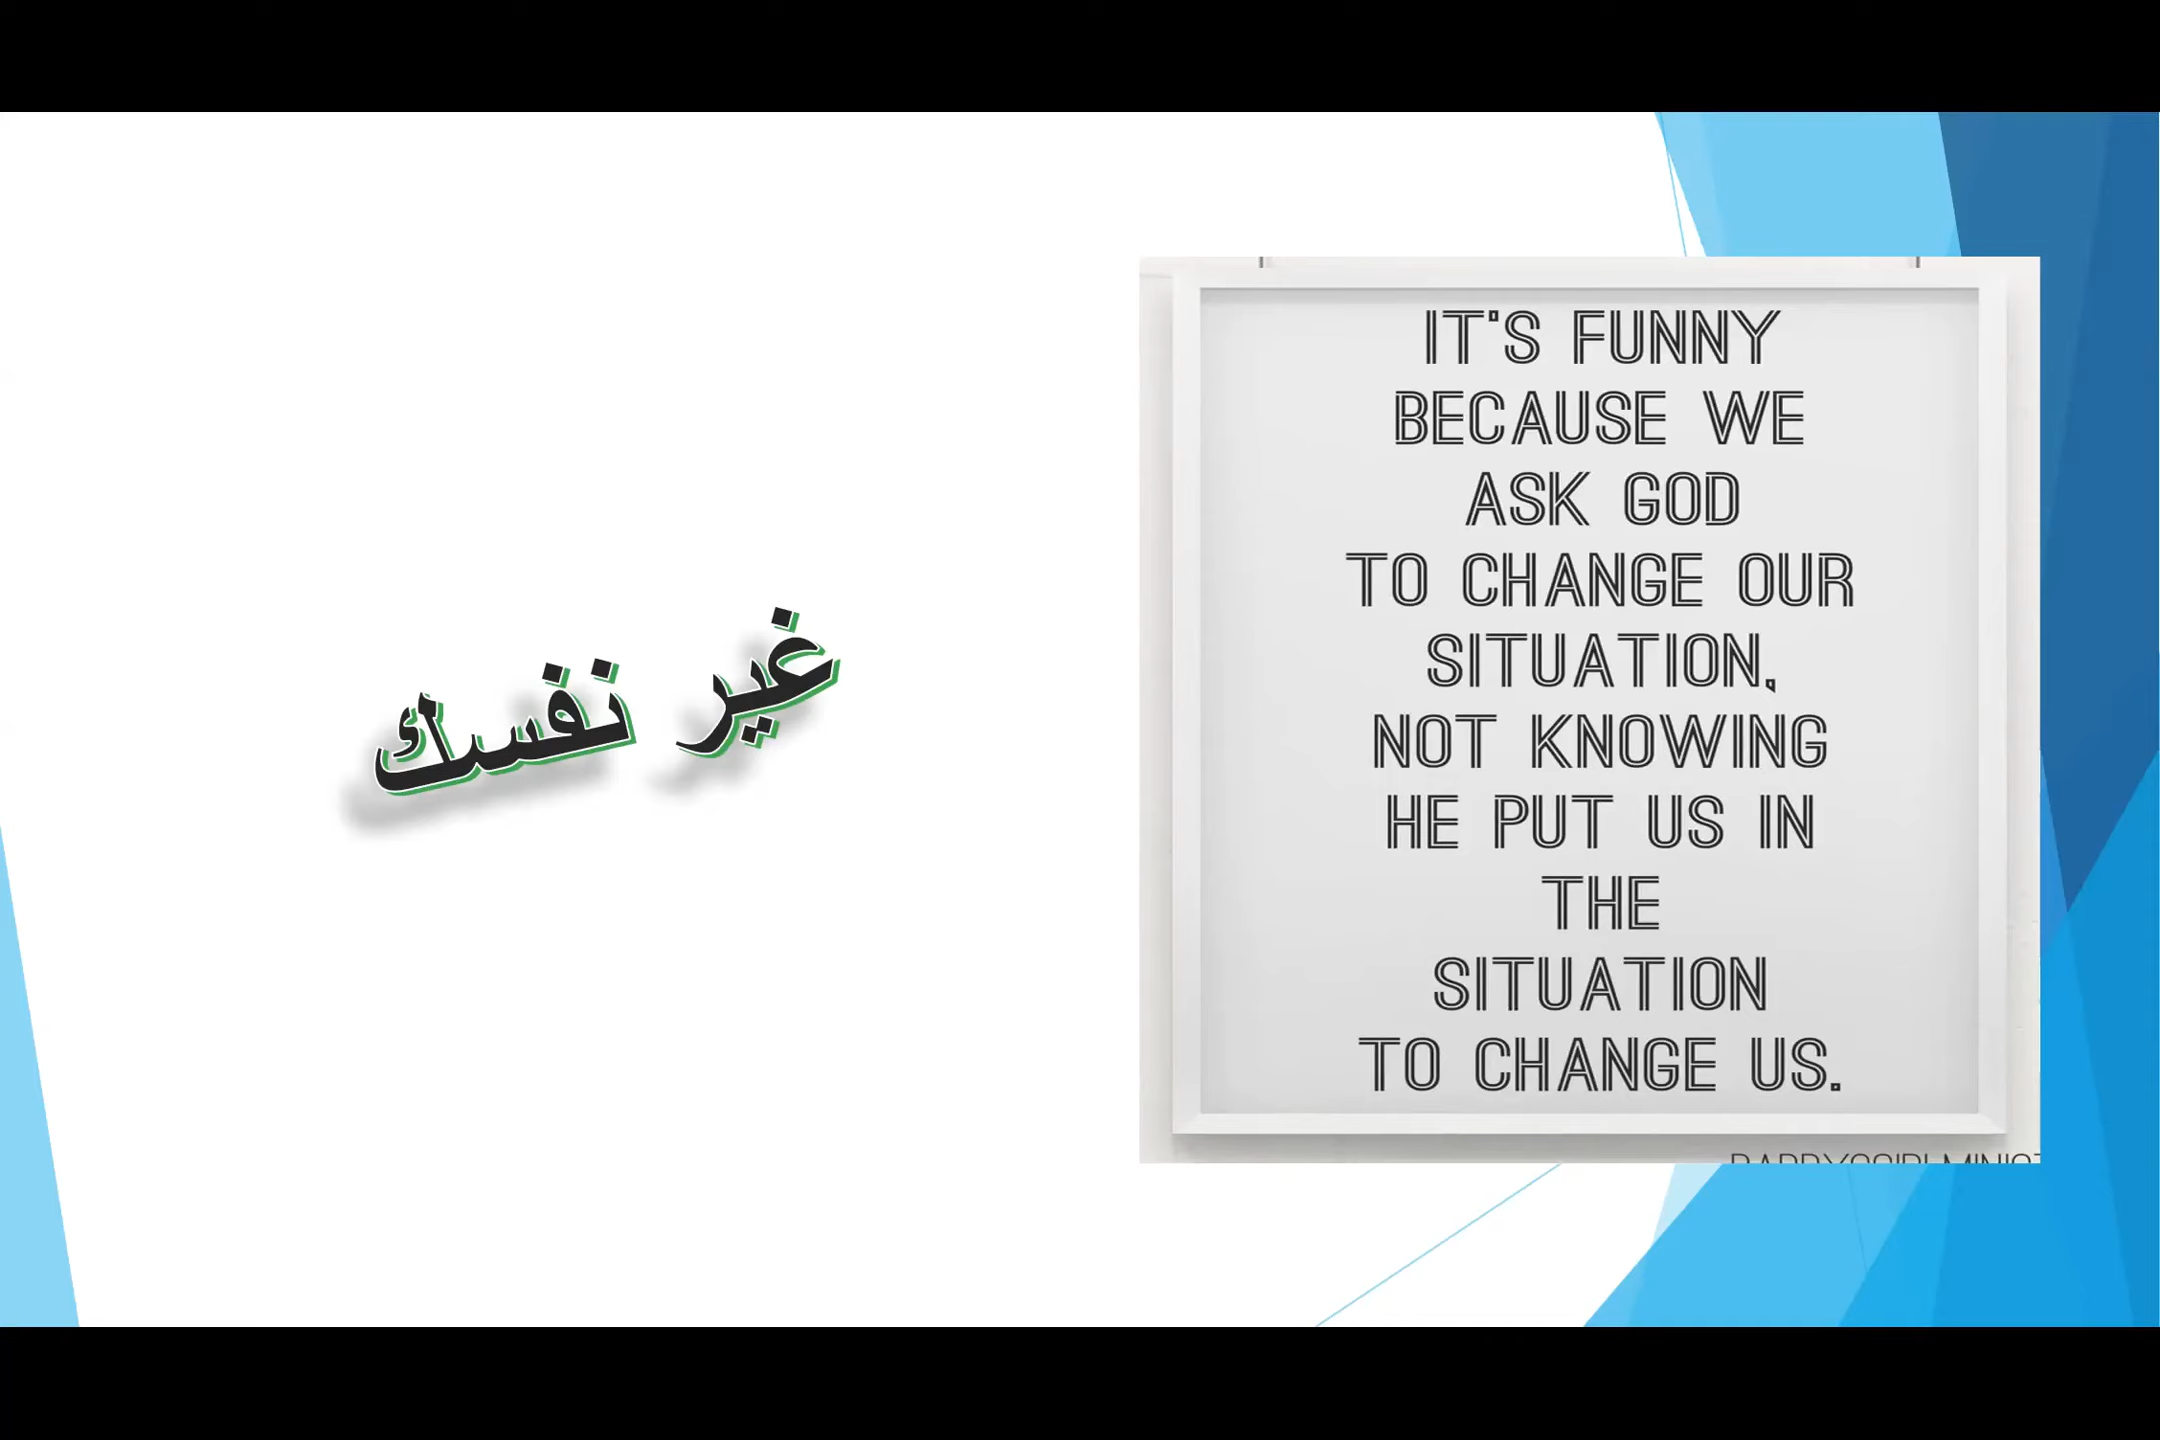 غير نفسك
IT'S FUNNY
BECAUSE WE
ASK GOD
TO CHANGE OUR
SITUATION,
NOT KNOWING
HE PUT US IN
THE
SITUATION
TO CHANGE US.